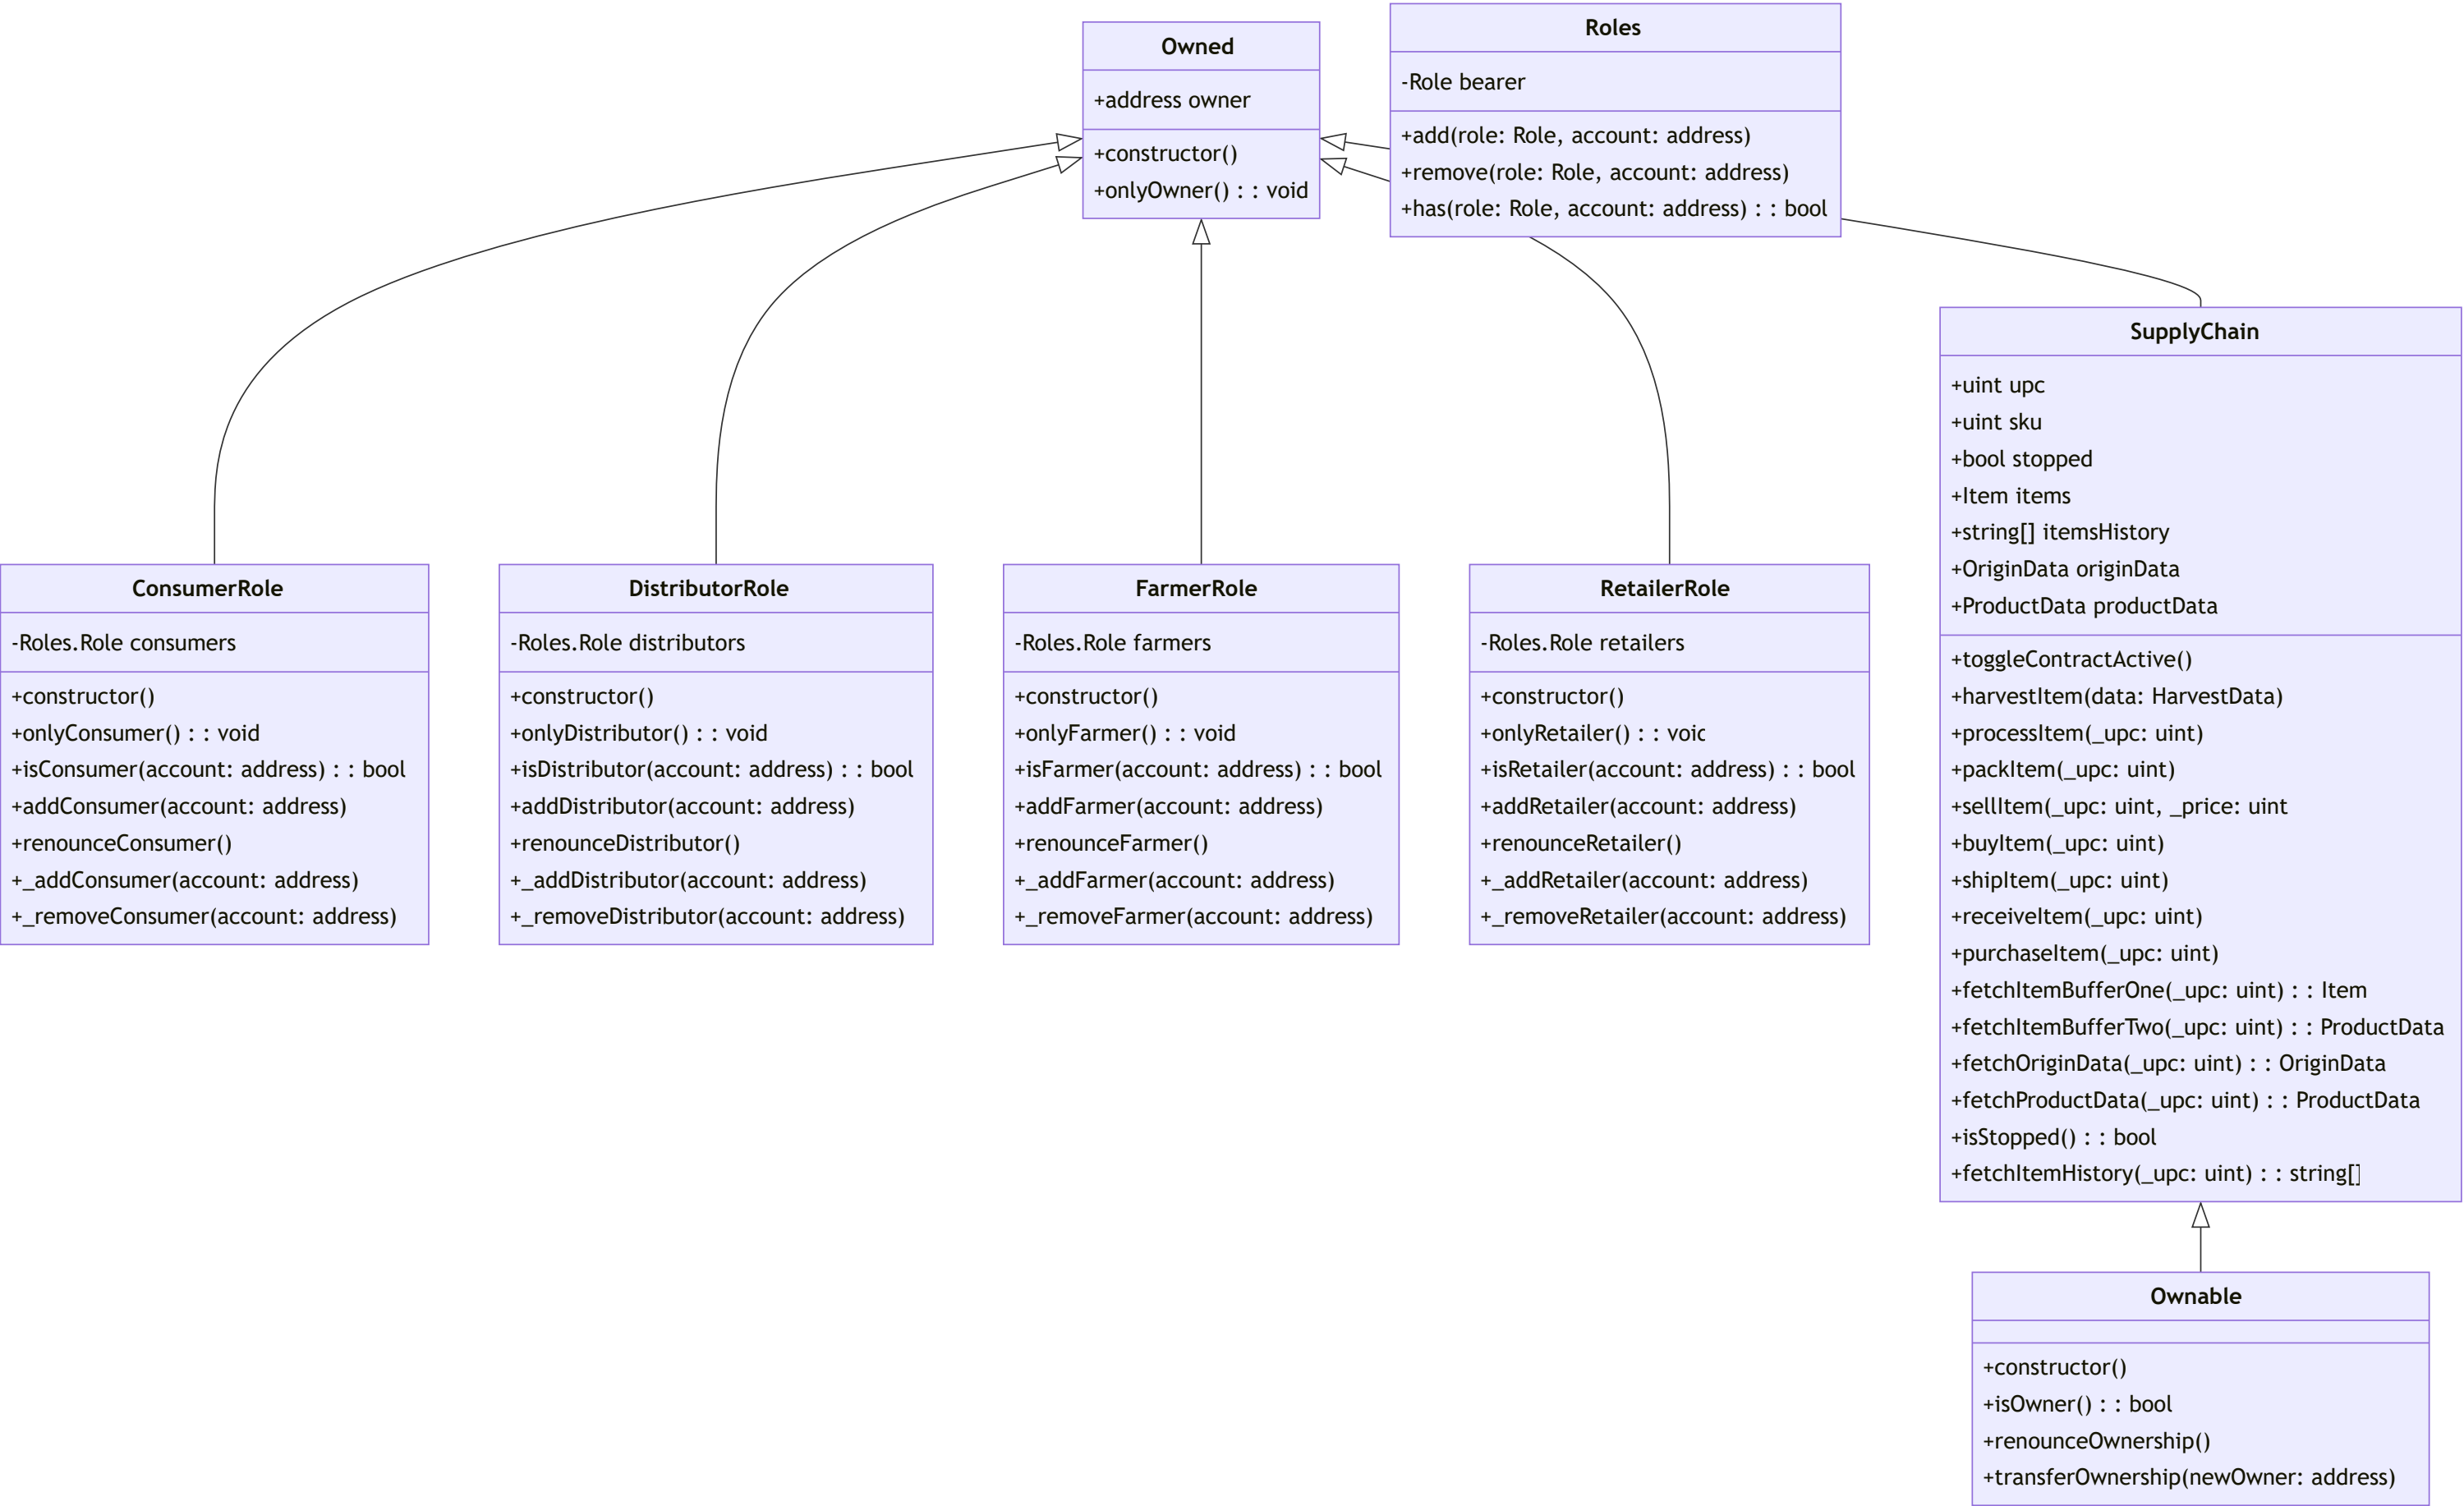 Owned
+address owner
+constructor()
+onlyOwner() : : void
Roles
-Role bearer
+add(role: Role, account: address)
+remove(role: Role, account: address)
+has(role: Role, account: address) : : bool
ConsumerRole
-Roles.Role consumers
+constructor()
+onlyConsumer() : : void
+isConsumer(account: address) : : bool
+addConsumer(account: address)
+renounceConsumer()
+_addConsumer(account: address)
+_removeConsumer(account: address)
DistributorRole
-Roles.Role distributors
+constructor()
+onlyDistributor() : : void
+isDistributor(account: address) : : bool
+addDistributor(account: address)
+renounceDistributor()
+_addDistributor(account: address)
+_removeDistributor(account: address)
FarmerRole
-Roles.Role farmers
+constructor()
+onlyFarmer() : : void
+isFarmer(account: address) : : bool
+addFarmer(account: address)
+renounceFarmer()
+_addFarmer(account: address)
+_removeFarmer(account: address)
RetailerRole
-Roles.Role retailers
+constructor()
+onlyRetailer() : : void
+isRetailer(account: address) : : bool
+addRetailer(account: address)
+renounceRetailer()
+_addRetailer(account: address)
+_removeRetailer(account: address)
SupplyChain
+uint upc
+uint sku
+bool stopped
+Item items
+string[] itemsHistory
+OriginData originData
+ProductData productData
+toggleContractActive()
+harvestItem(data: HarvestData)
+processItem(_upc: uint)
+packItem(_upc: uint)
+sellItem(_upc: uint, _price: uint
+buyItem(_upc: uint)
+shipItem(_upc: uint)
+receiveItem(_upc: uint)
+purchaseItem(_upc: uint)
+fetchItemBufferOne(_upc: uint) : : Item
+fetchItemBufferTwo(_upc: uint) : : ProductData
+fetchOriginData(_upc: uint) : : OriginData
+fetchProductData(_upc: uint) : : ProductData
+isStopped() : : bool
+fetchItemHistory(_upc: uint) : : string[]
Ownable
+constructor()
+isOwner() : : bool
+renounceOwnership()
+transferOwnership(newOwner: address)